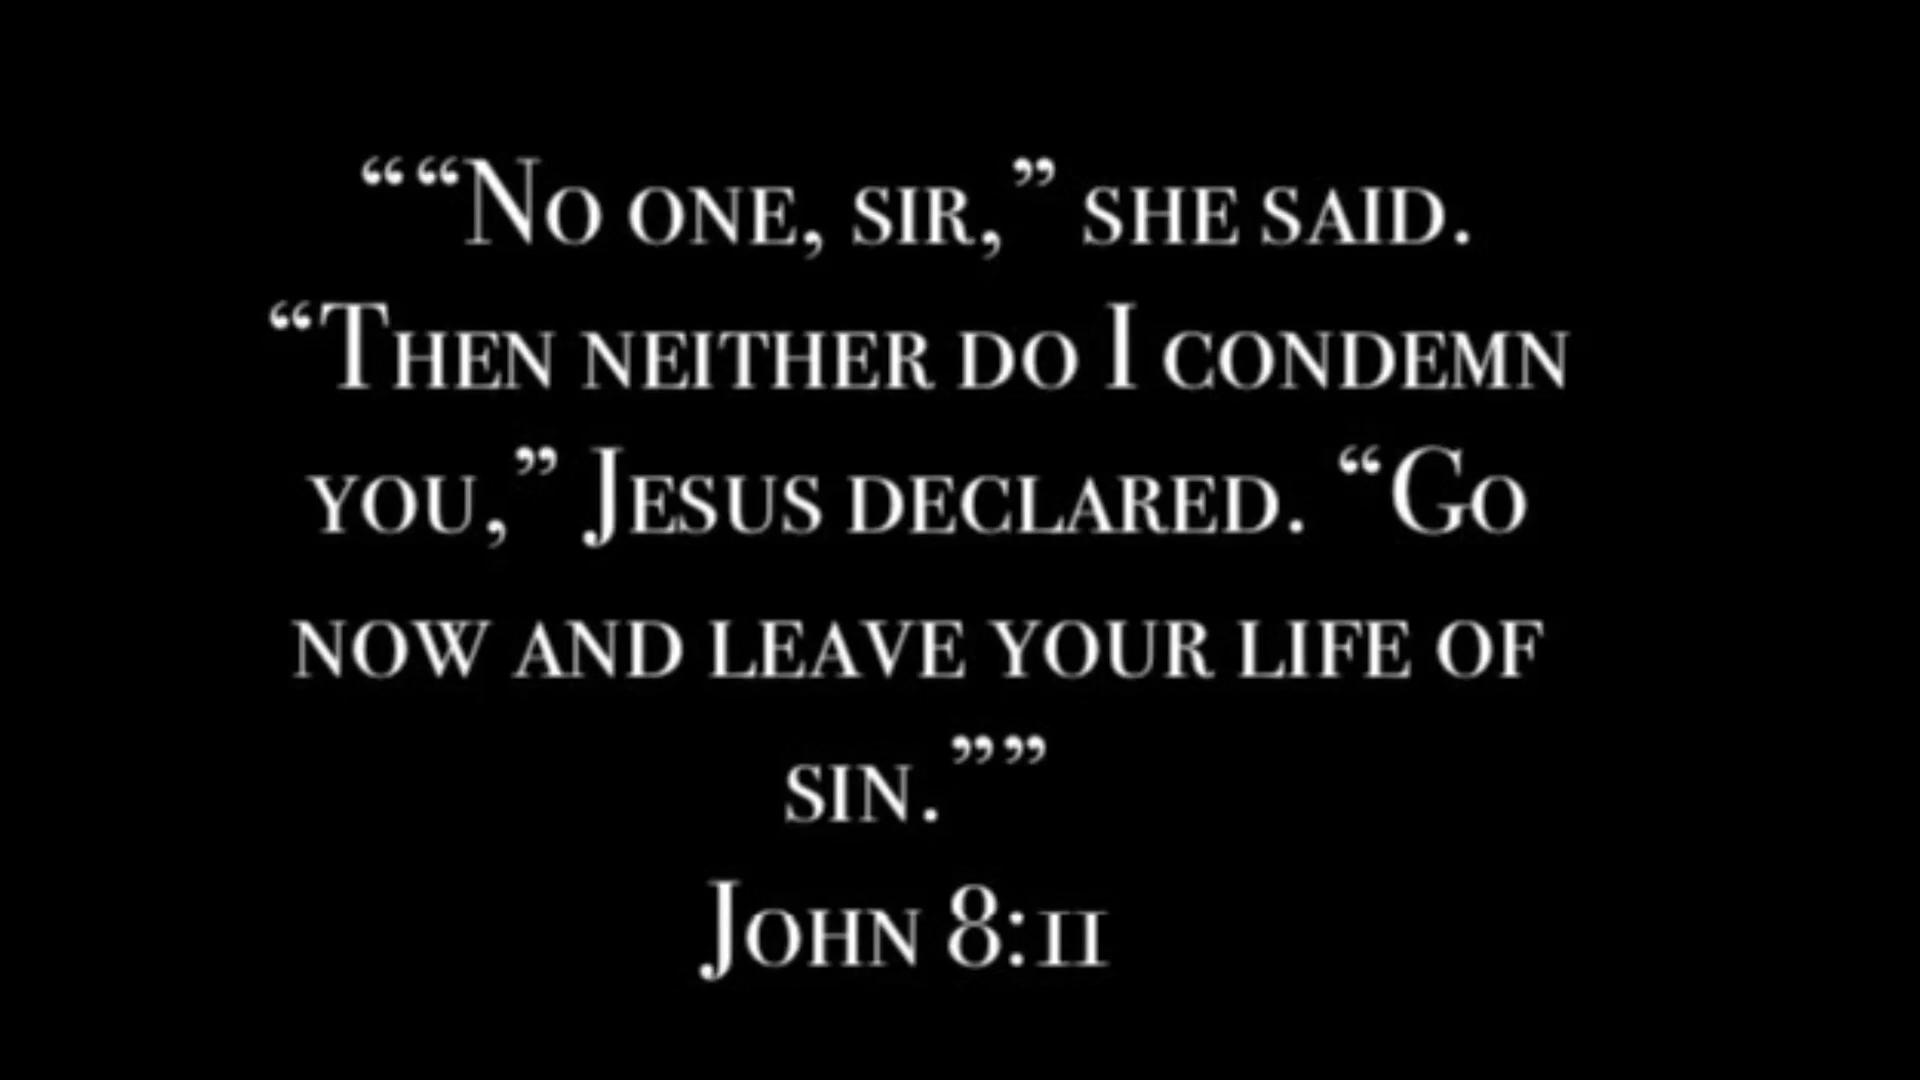 ““No one, sir,” she said.
“Then neither do I condemn
you,” Jesus declared. “Go
now and leave your life of
sin.””
John 8:11